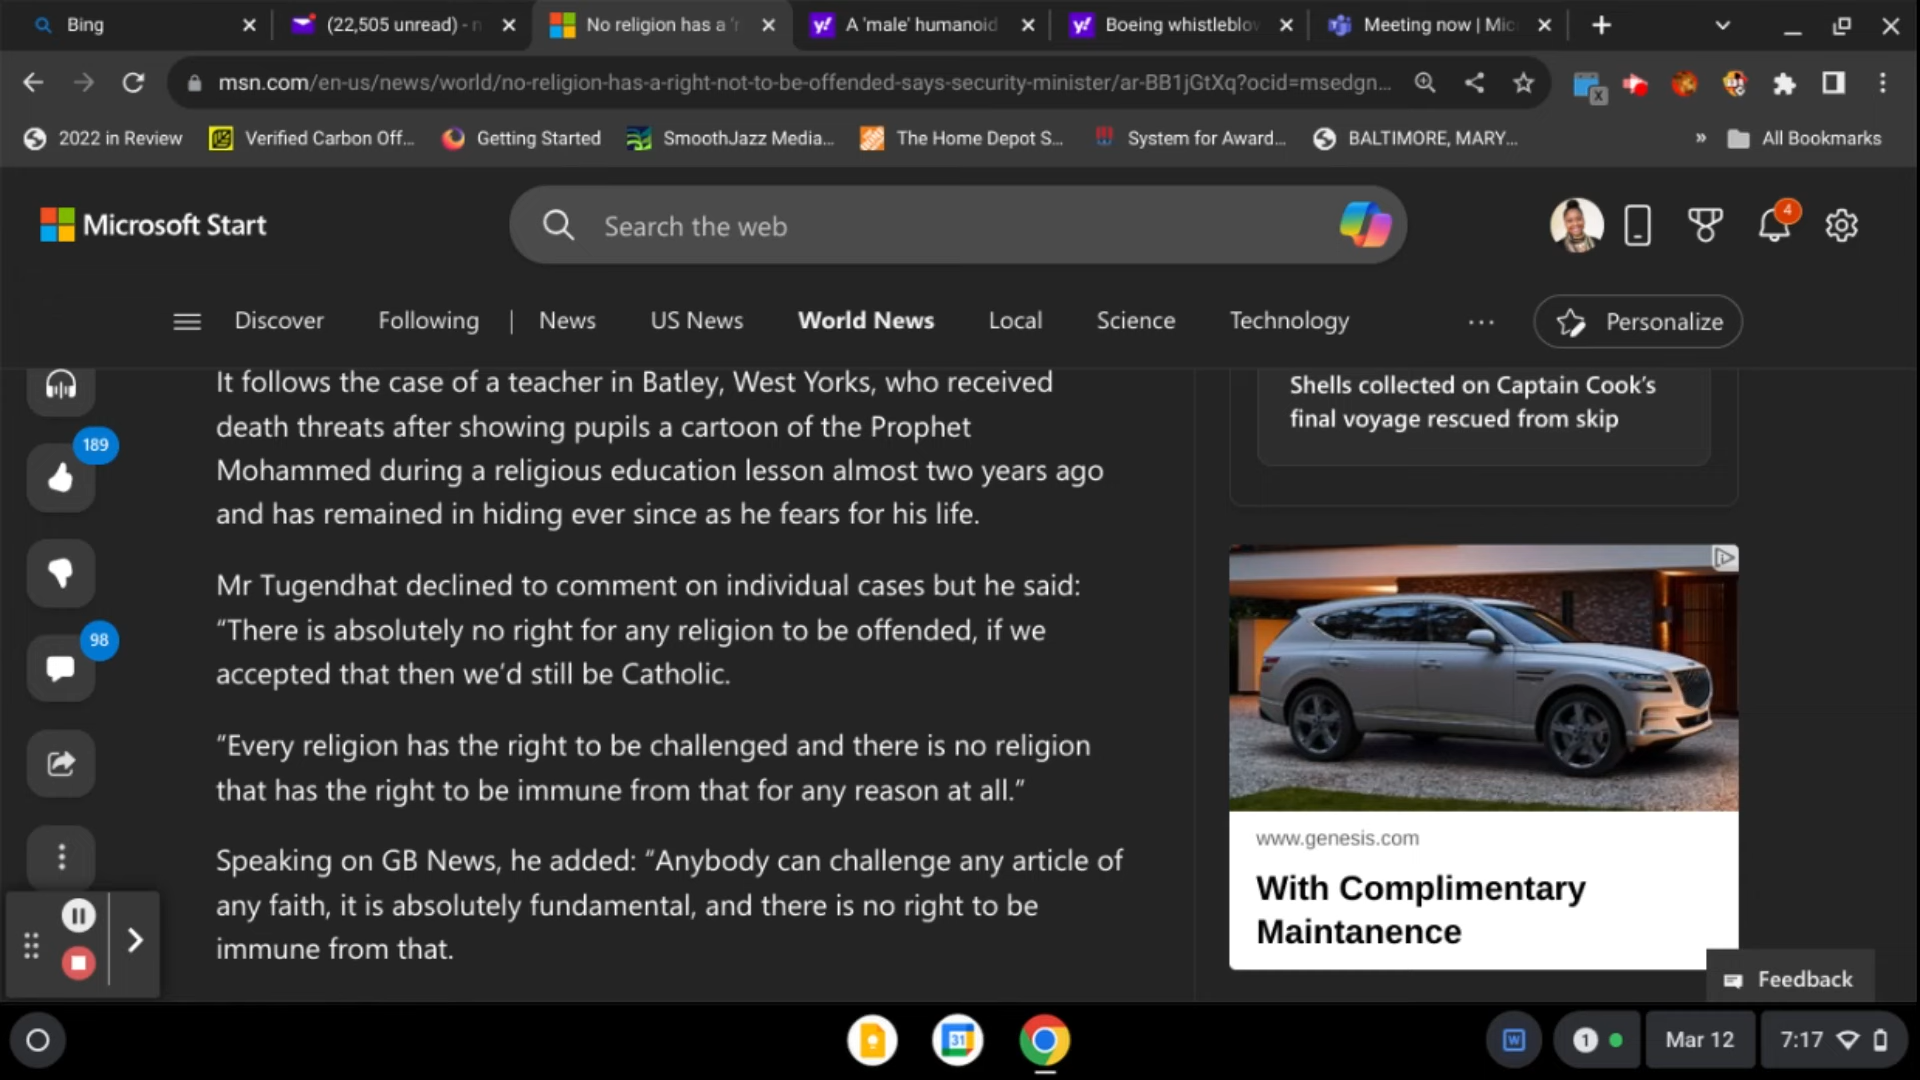 Bing
(22,505 unread) -
No religion has a 'r
A 'male' humanoid
Boeing whistleblov
Meeting now | Mic
msn.com/en-us/news/world/no-religion-has-a-right-not-to-be-offended-says-security-minister/ar-BB1jGtXq?ocid=msedgn...
2022 in Review
Verified Carbon Off...
Getting Started
SmoothJazz Media...
The Home Depot S...
System for Award...
BALTIMORE, MARY...
»
All Bookmarks
Microsoft Start
Search the web
4
Discover
Following
News
US News
World News
Local
Science
Technology
...
Personalize
It follows the case of a teacher in Batley, West Yorks, who received
death threats after showing pupils a cartoon of the Prophet
Mohammed during a religious education lesson almost two years ago
and has remained in hiding ever since as he fears for his life.
189
Mr Tugendhat declined to comment on individual cases but he said:
“There is absolutely no right for any religion to be offended, if we
accepted that then we’d still be Catholic.
98
“Every religion has the right to be challenged and there is no religion
that has the right to be immune from that for any reason at all.”
Speaking on GB News, he added: “Anybody can challenge any article of
any faith, it is absolutely fundamental, and there is no right to be
immune from that.
Shells collected on Captain Cook’s
final voyage rescued from skip
www.genesis.com
With Complimentary
Maintanence
Feedback
31
W
1
Mar 12
7:17